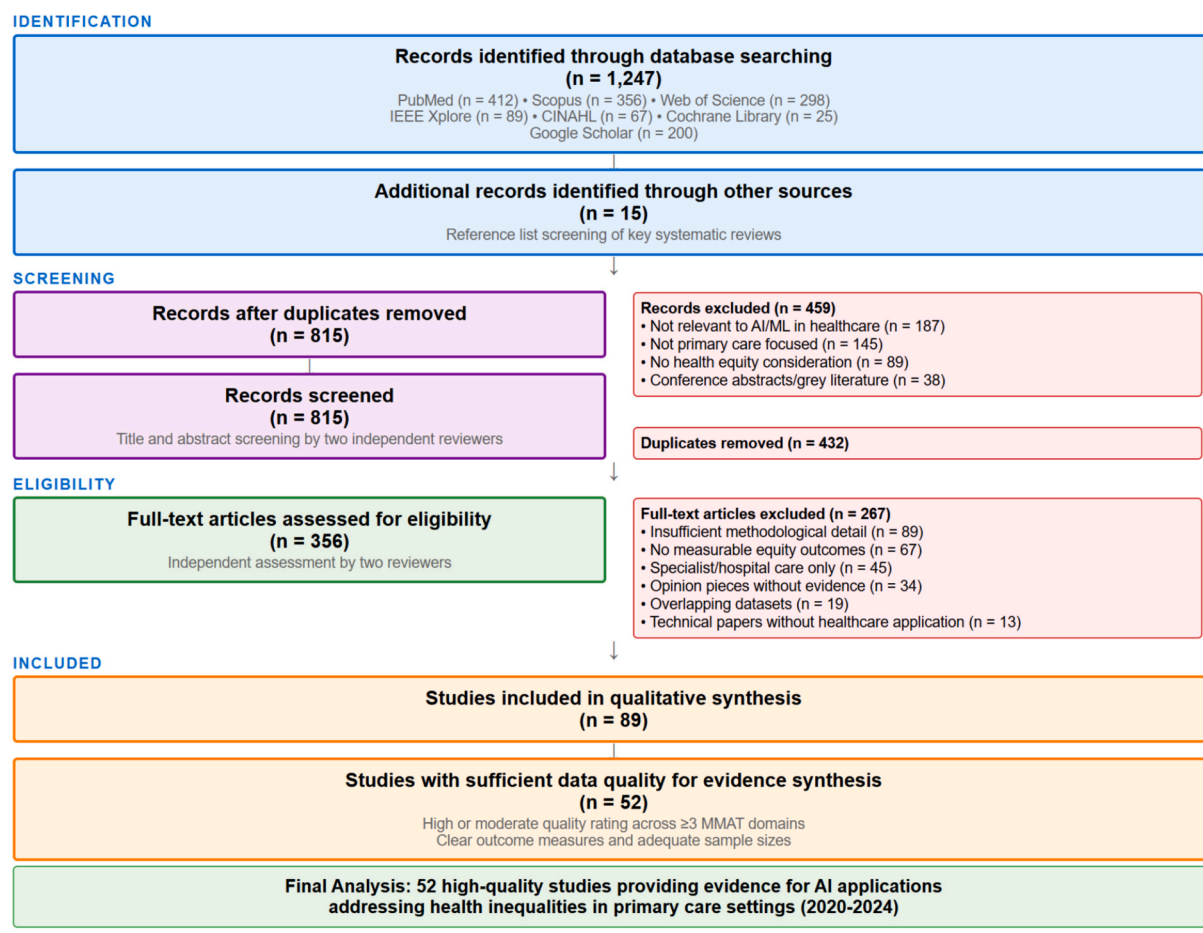 IDENTIFICATION
Records identified through database searching
(n = 1,247)
PubMed (n = 412) • Scopus (n = 356) • Web of Science (n = 298)
IEEE Xplore (n = 89) • CINAHL (n = 67) • Cochrane Library (n = 25)
Google Scholar (n = 200)
Additional records identified through other sources
(n = 15)
Reference list screening of key systematic reviews
↓
SCREENING
Records after duplicates removed
(n = 815)
Records screened
(n = 815)
Title and abstract screening by two independent reviewers
Records excluded (n = 459)
• Not relevant to AI/ML in healthcare (n = 187)
• Not primary care focused (n = 145)
• No health equity consideration (n = 89)
• Conference abstracts/grey literature (n = 38)
Duplicates removed (n = 432)
↓
ELIGIBILITY
Full-text articles assessed for eligibility
(n = 356)
Independent assessment by two reviewers
Full-text articles excluded (n = 267)
• Insufficient methodological detail (n = 89)
• No measurable equity outcomes (n = 67)
• Specialist/hospital care only (n = 45)
• Opinion pieces without evidence (n = 34)
• Overlapping datasets (n = 19)
• Technical papers without healthcare application (n = 13)
↓
INCLUDED
Studies included in qualitative synthesis
(n = 89)
Studies with sufficient data quality for evidence synthesis
(n = 52)
High or moderate quality rating across ≥3 MMAT domains
Clear outcome measures and adequate sample sizes
Final Analysis: 52 high-quality studies providing evidence for AI applications
addressing health inequalities in primary care settings (2020-2024)